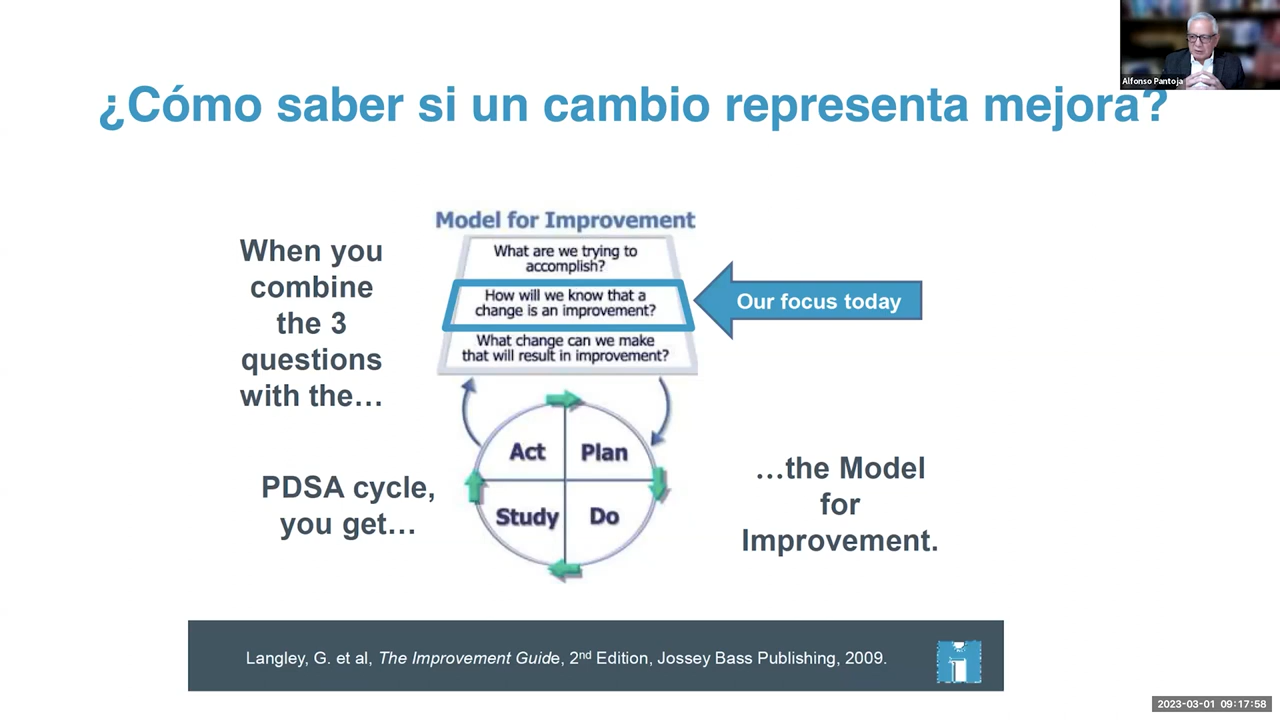 Alfonso Pantoja
¿Cómo saber si un cambio representa mejora?
Model for Improvement
What are we trying to
accomplish?
How will we know that a
change is an improvement?
What change can we make
that will result in improvement?
When you
combine
the 3
questions
with the…
Our focus today
Act
Plan
Study
Do
PDSA cycle,
you get…
…the Model
for
Improvement.
Langley, G. et al, The Improvement Guide, 2nd Edition, Jossey Bass Publishing, 2009.
2023-03-01 09:17:58